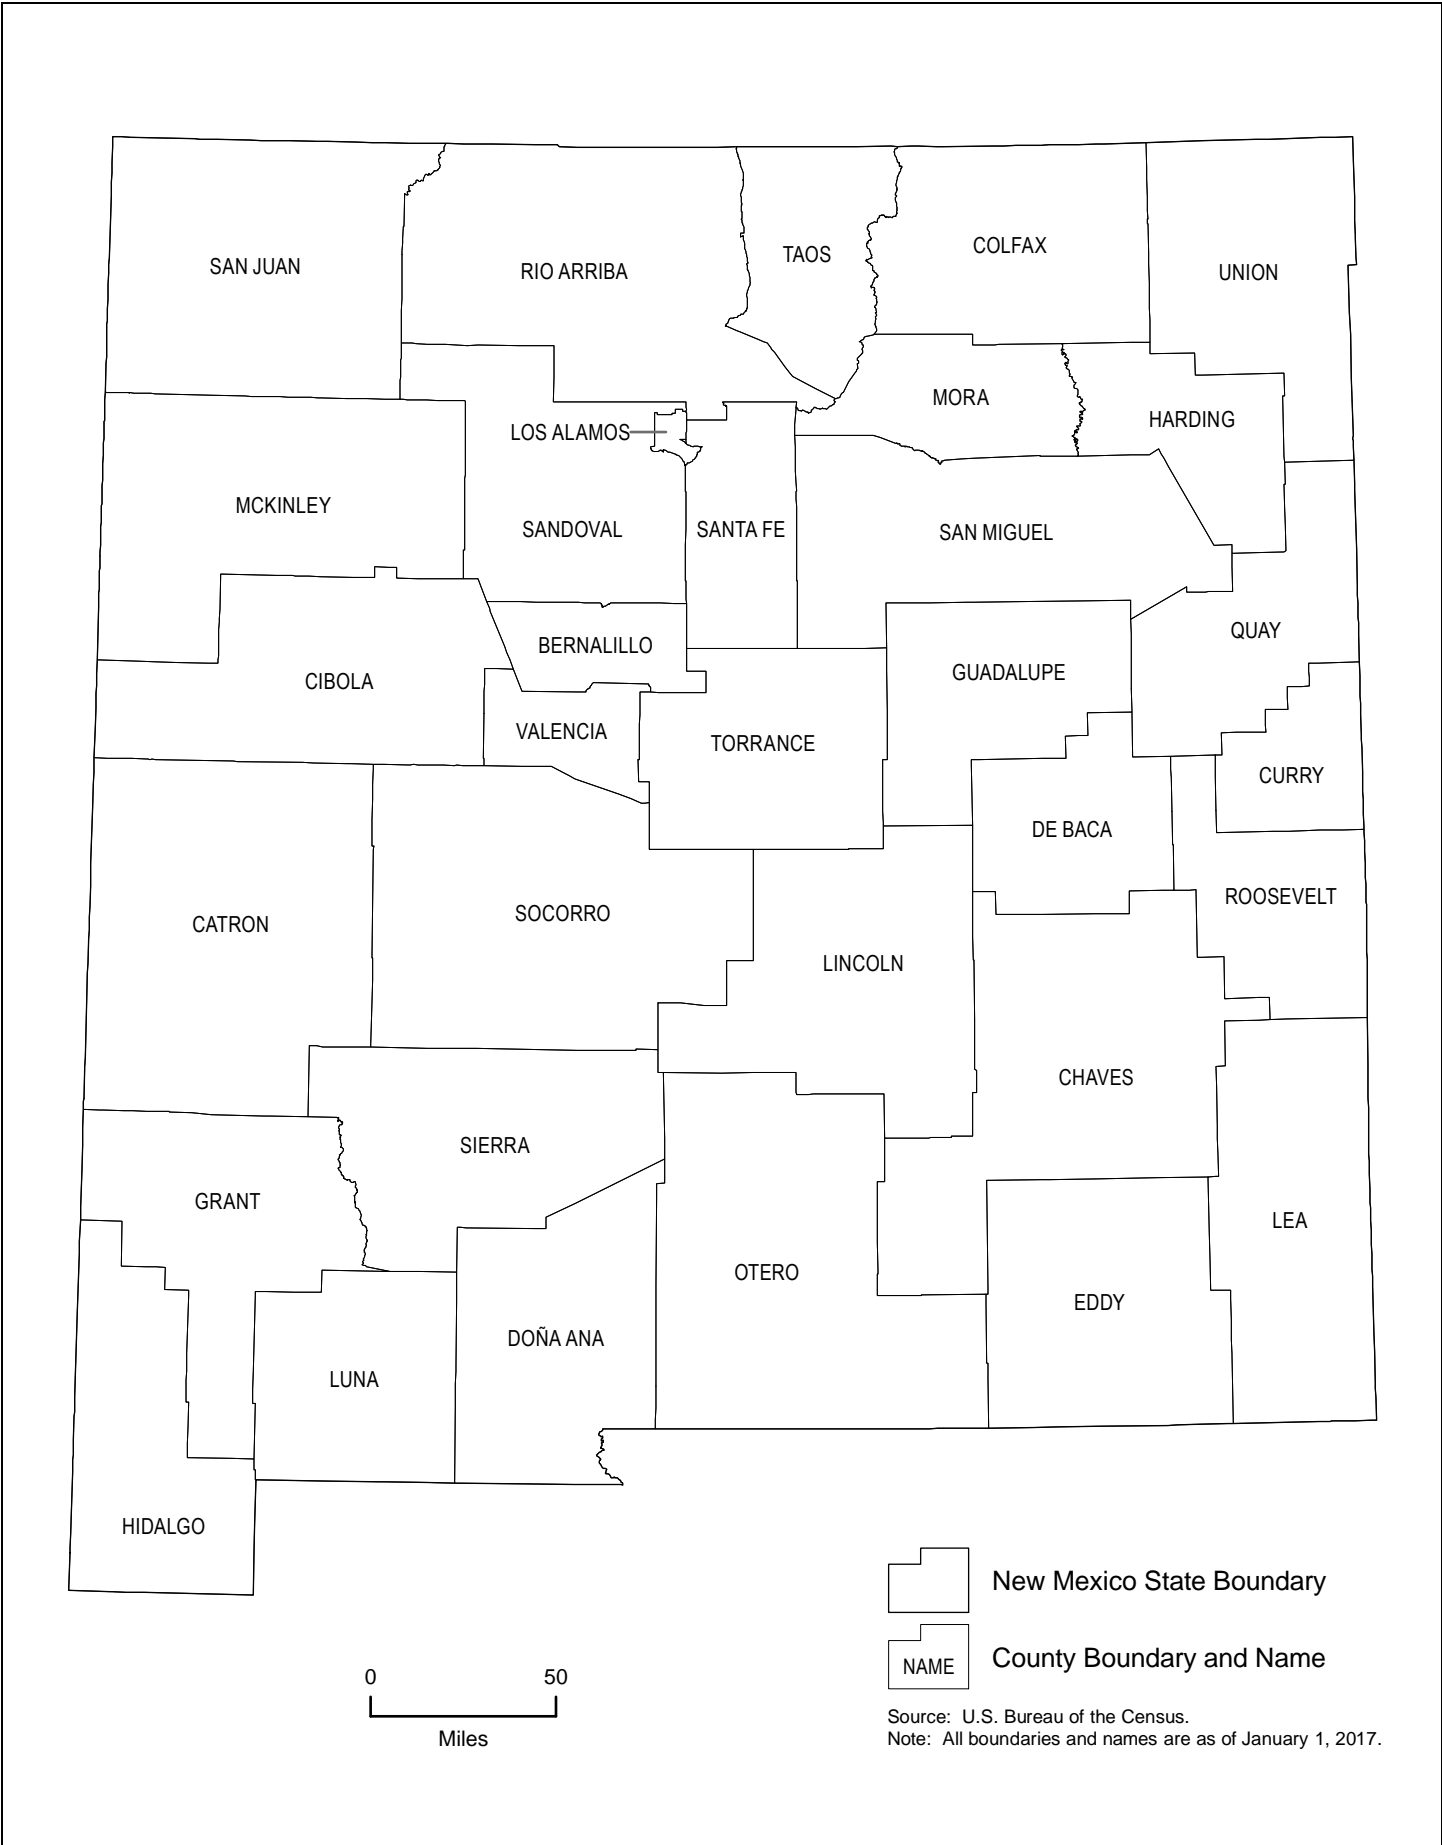 TAOS
COLFAX
SAN JUAN
RIO ARRIBA
UNION
MORA
HARDING
LOS ALAMOS
MCKINLEY
SANDOVAL
SANTA FE
SAN MIGUEL
QUAY
BERNALILLO
GUADALUPE
CIBOLA
VALENCIA
TORRANCE
CURRY
DE BACA
ROOSEVELT
SOCORRO
CATRON
LINCOLN
CHAVES
SIERRA
GRANT
LEA
OTERO
EDDY
DOÑA ANA
LUNA
HIDALGO
New Mexico State Boundary
NAME
County Boundary and Name
0 50
Miles
Source: U.S. Bureau of the Census.
Note: All boundaries and names are as of January 1, 2017.